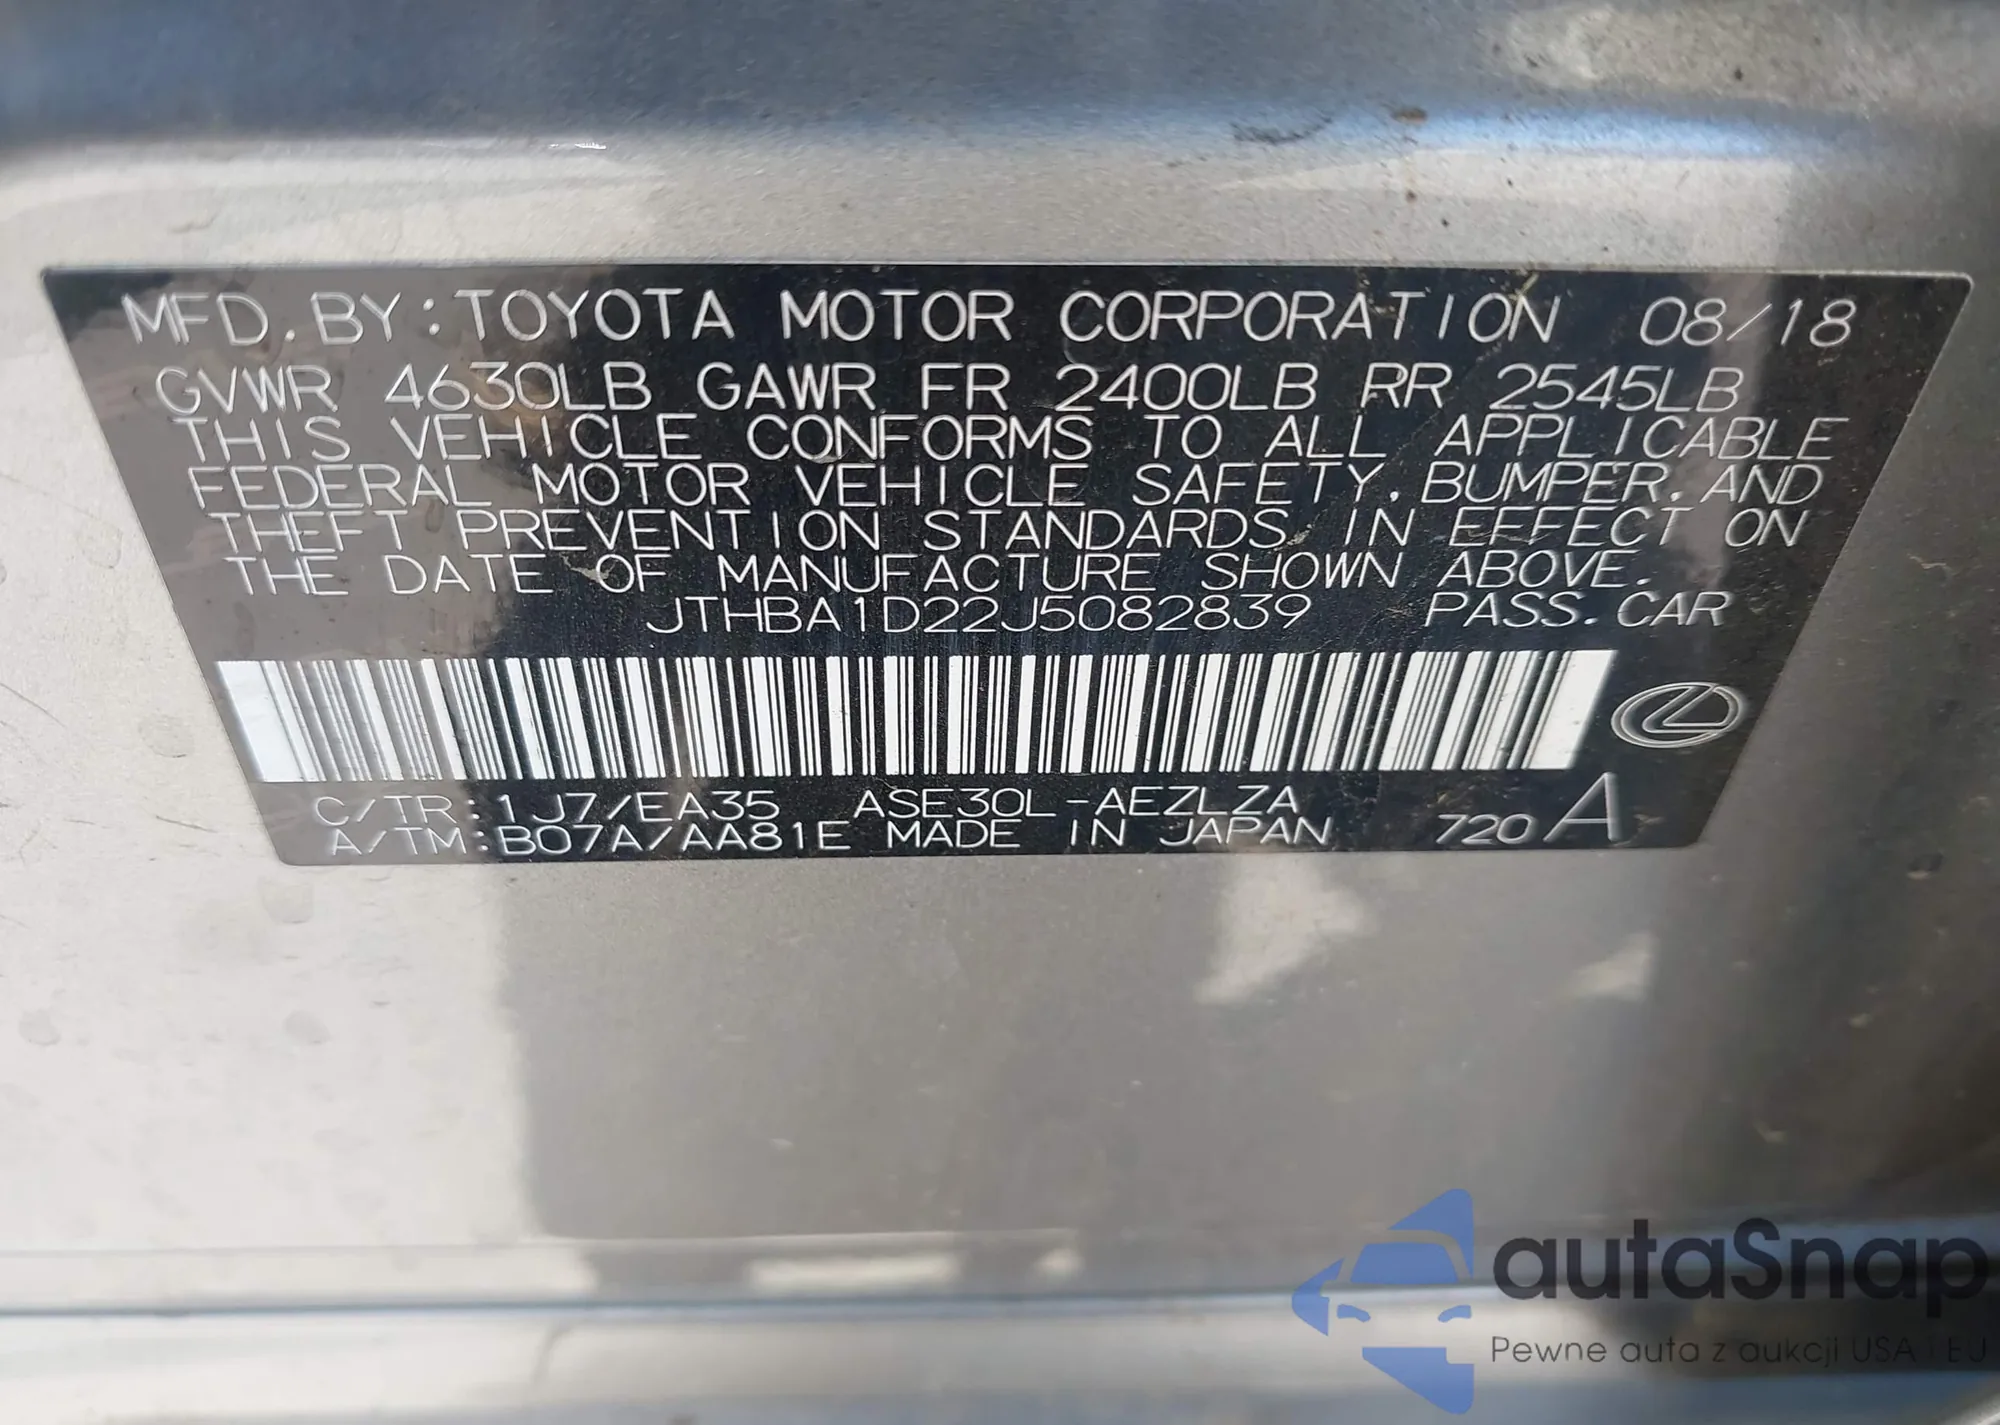 MFD. BY: TOYOTA MOTOR CORPORATION 08/18
GVWR 4630LB GAWR FR 2400LB RR 2545LB
THIS VEHICLE CONFORMS TO ALL APPLICABLE
FEDERAL MOTOR VEHICLE SAFETY, BUMPER, AND
THEFT PREVENTION STANDARDS IN EFFECT ON
THE DATE OF MANUFACTURE SHOWN ABOVE.
JTHBA1D22J5082839 PASS. CAR
C/TR: 1J7/EA35 ASE30L-AEZLZA
A/TM: B07A/AA81E MADE IN JAPAN 720 A
autaSnap
Pewne auta z aukcji USA i EU